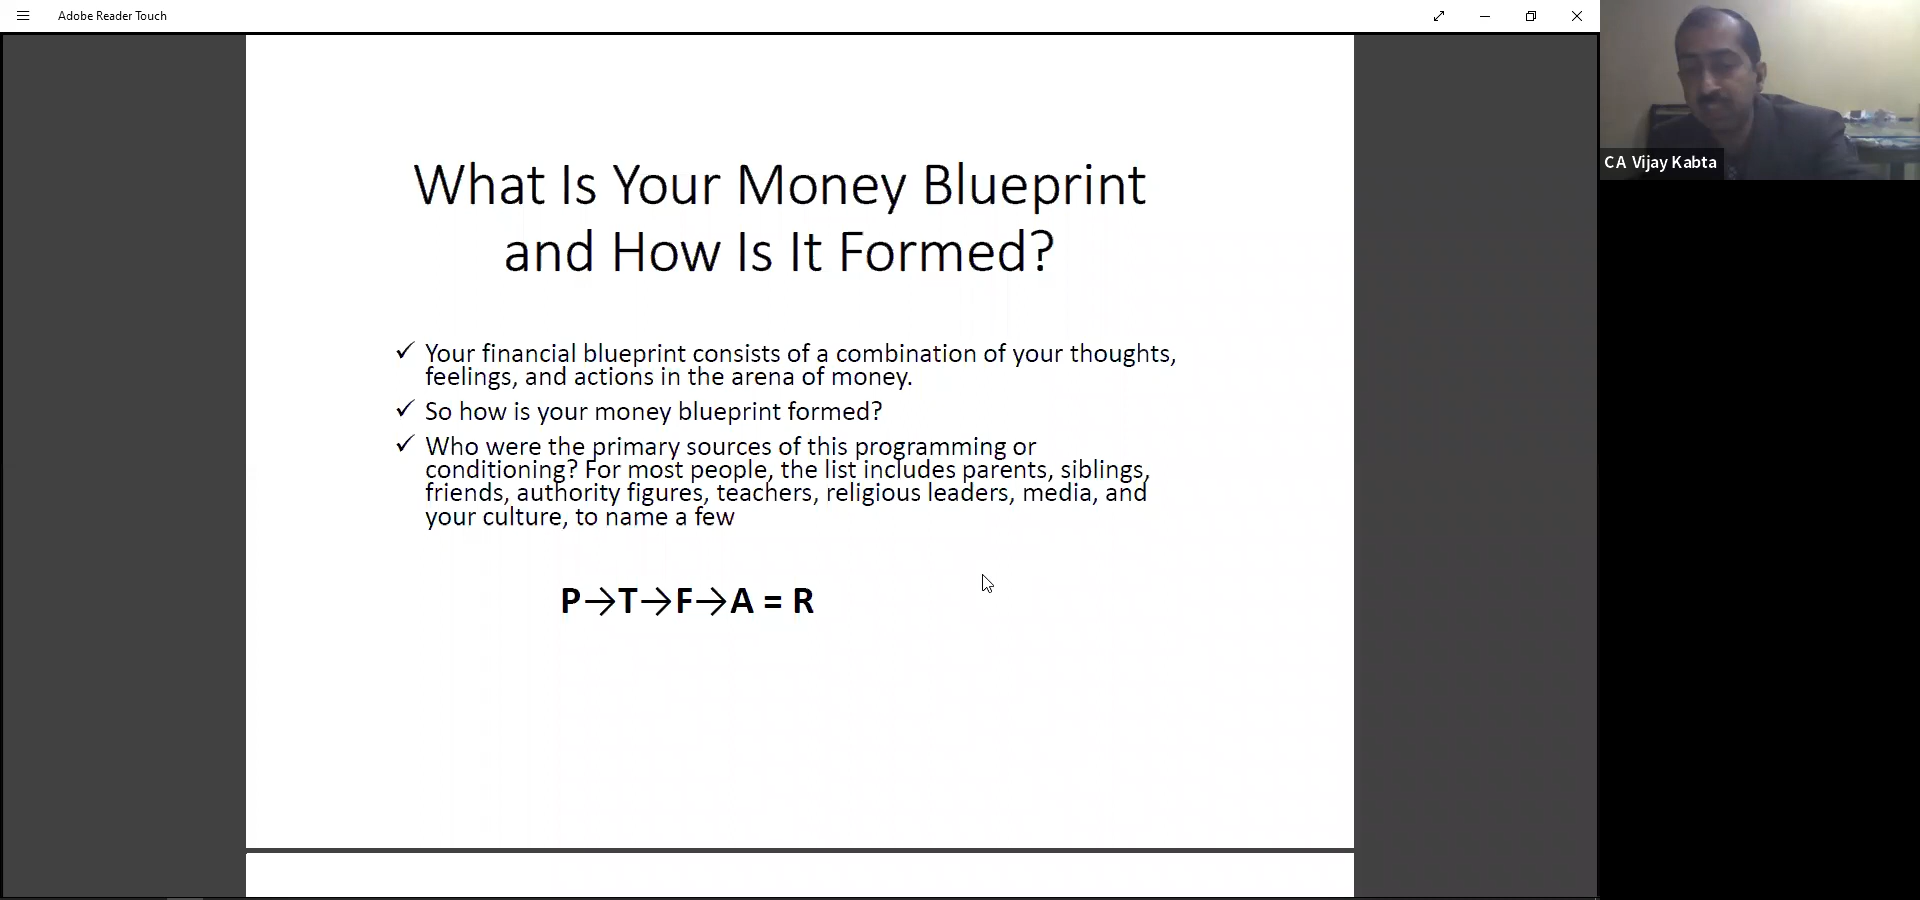 Adobe Reader Touch
CA Vijay Kabta
What Is Your Money Blueprint
and How Is It Formed?
✓ Your financial blueprint consists of a combination of your thoughts,
feelings, and actions in the arena of money.
✓ So how is your money blueprint formed?
✓ Who were the primary sources of this programming or
conditioning? For most people, the list includes parents, siblings,
friends, authority figures, teachers, religious leaders, media, and
your culture, to name a few
P→T→F→A = R